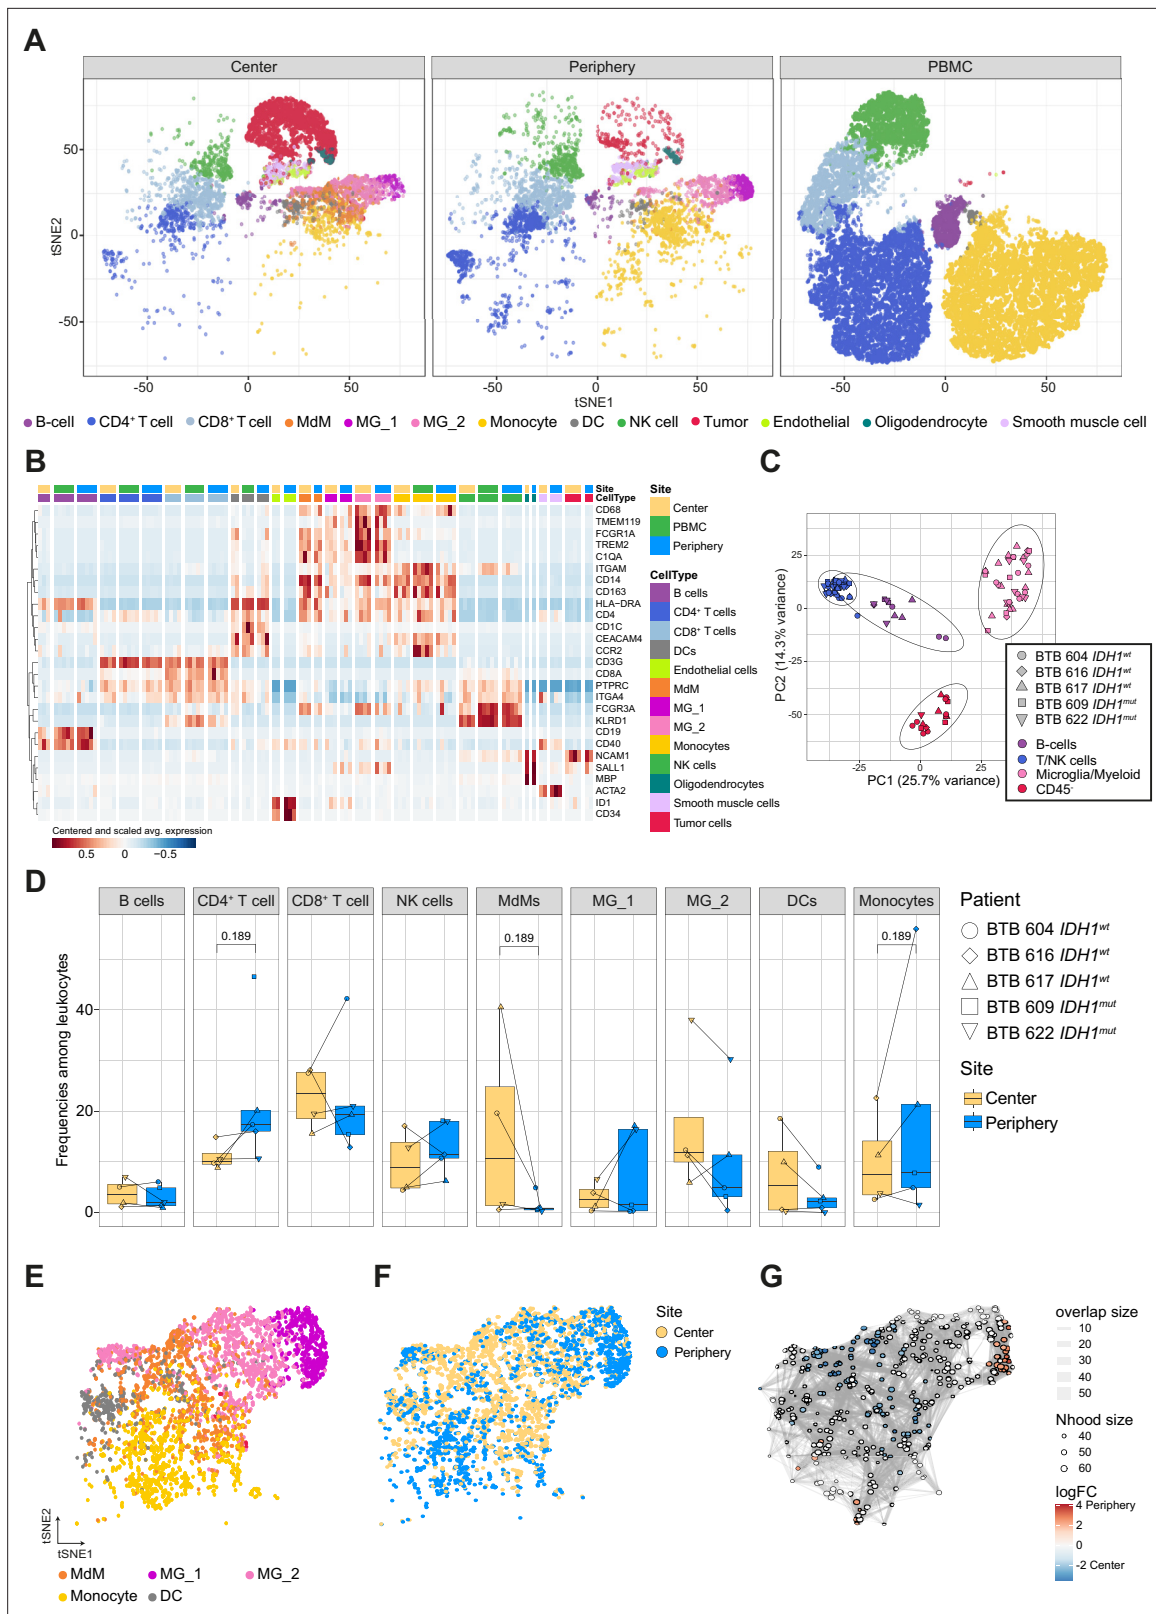 A
Center
Periphery
PBMC
tSNE2
50
0
-50
-50
0
50
-50
0
50
-50
0
50
tSNE1
B-cell
CD4⁺ T cell
CD8⁺ T cell
MdM
MG_1
MG_2
Monocyte
DC
NK cell
Tumor
Endothelial
Oligodendrocyte
Smooth muscle cell
B
Site
CellType
CD68
TMEM119
FCGR1A
TREM2
C1QA
ITGAM
CD14
CD163
HLA-DRA
CD4
CD1C
CEACAM4
CCR2
CD3G
CD8A
PTPRC
ITGA4
FCGR3A
KLRD1
CD19
CD40
NCAM1
SALL1
MBP
ACTA2
ID1
CD34
Centered and scaled avg. expression
0.5
0
−0.5
Site
Center
PBMC
Periphery
CellType
B cells
CD4⁺ T cells
CD8⁺ T cells
DCs
Endothelial cells
MdM
MG_1
MG_2
Monocytes
NK cells
Oligodendrocytes
Smooth muscle cells
Tumor cells
C
PC2 (14.3% variance)
25
0
-25
-50
-25
0
25
PC1 (25.7% variance)
BTB 604 IDH1ʷᵗ
BTB 616 IDH1ʷᵗ
BTB 617 IDH1ʷᵗ
BTB 609 IDH1ᵐᵘᵗ
BTB 622 IDH1ᵐᵘᵗ
B-cells
T/NK cells
Microglia/Myeloid
CD45⁻
D
B cells
CD4⁺ T cell
CD8⁺ T cell
NK cells
MdMs
MG_1
MG_2
DCs
Monocytes
0.189
0.189
0.189
Frequencies among leukocytes
40
20
0
Patient
BTB 604 IDH1ʷᵗ
BTB 616 IDH1ʷᵗ
BTB 617 IDH1ʷᵗ
BTB 609 IDH1ᵐᵘᵗ
BTB 622 IDH1ᵐᵘᵗ
Site
Center
Periphery
E
tSNE2
tSNE1
MdM
MG_1
MG_2
Monocyte
DC
F
Site
Center
Periphery
G
overlap size
10
20
30
40
50
Nhood size
40
50
60
logFC
4 Periphery
0
-2 Center